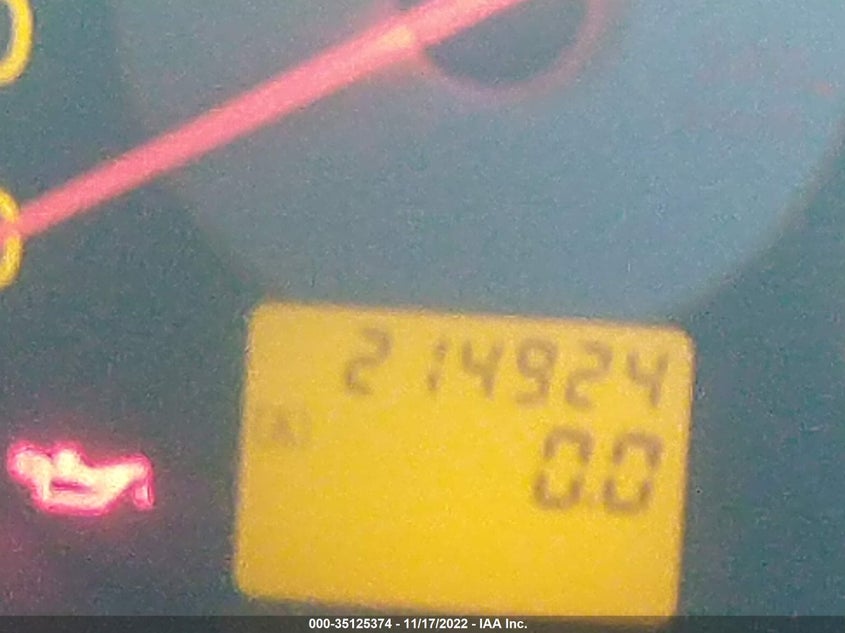 214924
(A)
0.0
000-35125374 - 11/17/2022 - IAA Inc.